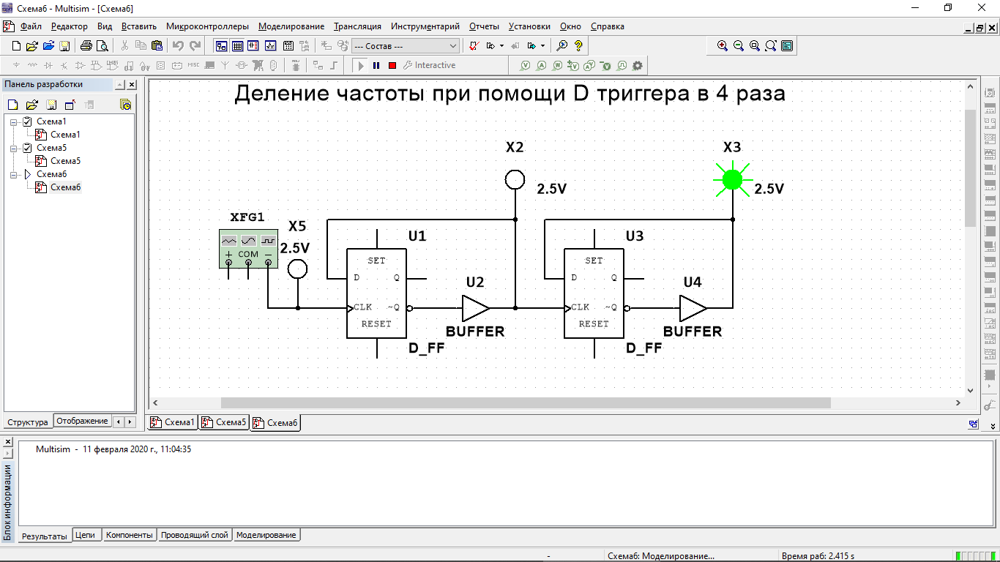 Схема6 - Multisim - [Схема6]
Файл Редактор Вид Вставить Микроконтроллеры Моделирование Трансляция Инструментарий Отчеты Установки Окно Справка
--- Состав ---
?
MISC
Interactive
V A W V A V V A
Панель разработки
Схема1
Схема1
Схема5
Схема5
Схема6
Схема6
Структура Отображение
Деление частоты при помощи D триггера в 4 раза
X2 X3
2.5V 2.5V
XFG1 X5
2.5V
U1 U3
+ COM −
SET SET
D Q D Q
U2 U4
CLK ~Q CLK ~Q
RESET RESET
BUFFER BUFFER
D_FF D_FF
Схема1 Схема5 Схема6
Multisim - 11 февраля 2020 г., 11:04:35
Блок информации
Результаты Цепи Компоненты Проводящий слой Моделирование
- Схема6: Моделирование... Время раб: 2.415 s